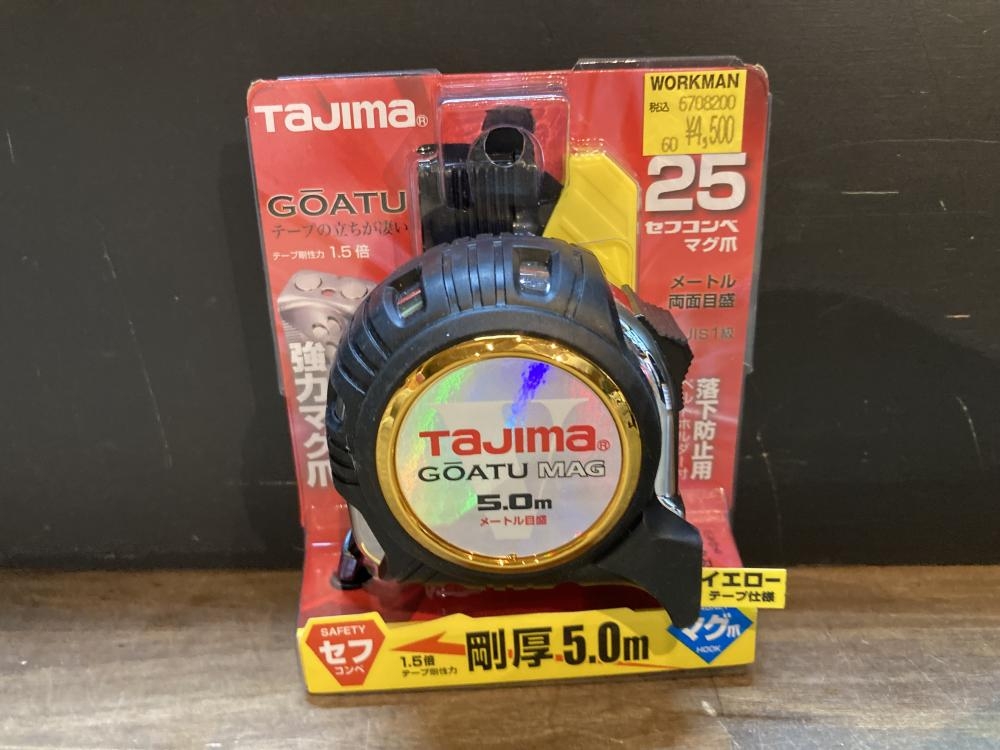 TAJIMA®
WORKMAN
税込 6708200
60 ¥4,500
GŌATU
テープの立ちが凄い
テープ剛性力 1.5倍
25
セフコンベ
マグ爪
メートル
両面目盛
JIS1級
強力マグ爪
落下防止用
TAJIMA®
GŌATU MAG
5.0m
メートル目盛
イエロー
テープ仕様
SAFETY
セフ
コンベ
1.5倍
テープ剛性力
剛厚5.0m
マグ爪
HOOK